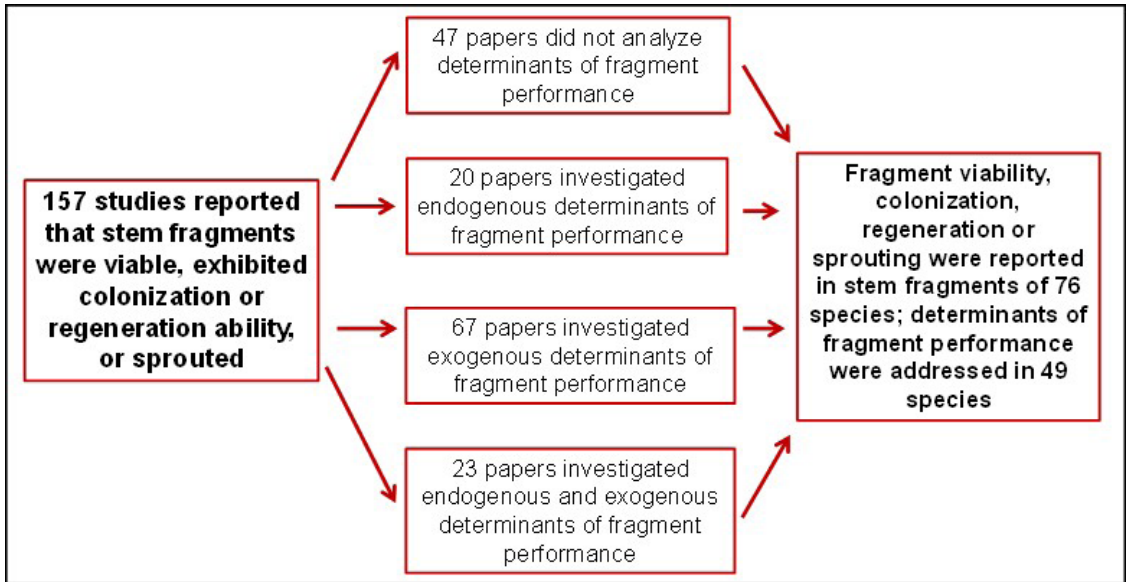 157 studies reported
that stem fragments
were viable, exhibited
colonization or
regeneration ability,
or sprouted
47 papers did not analyze
determinants of fragment
performance
20 papers investigated
endogenous determinants of
fragment performance
67 papers investigated
exogenous determinants of
fragment performance
23 papers investigated
endogenous and exogenous
determinants of fragment
performance
Fragment viability,
colonization,
regeneration or
sprouting were reported
in stem fragments of 76
species; determinants of
fragment performance
were addressed in 49
species